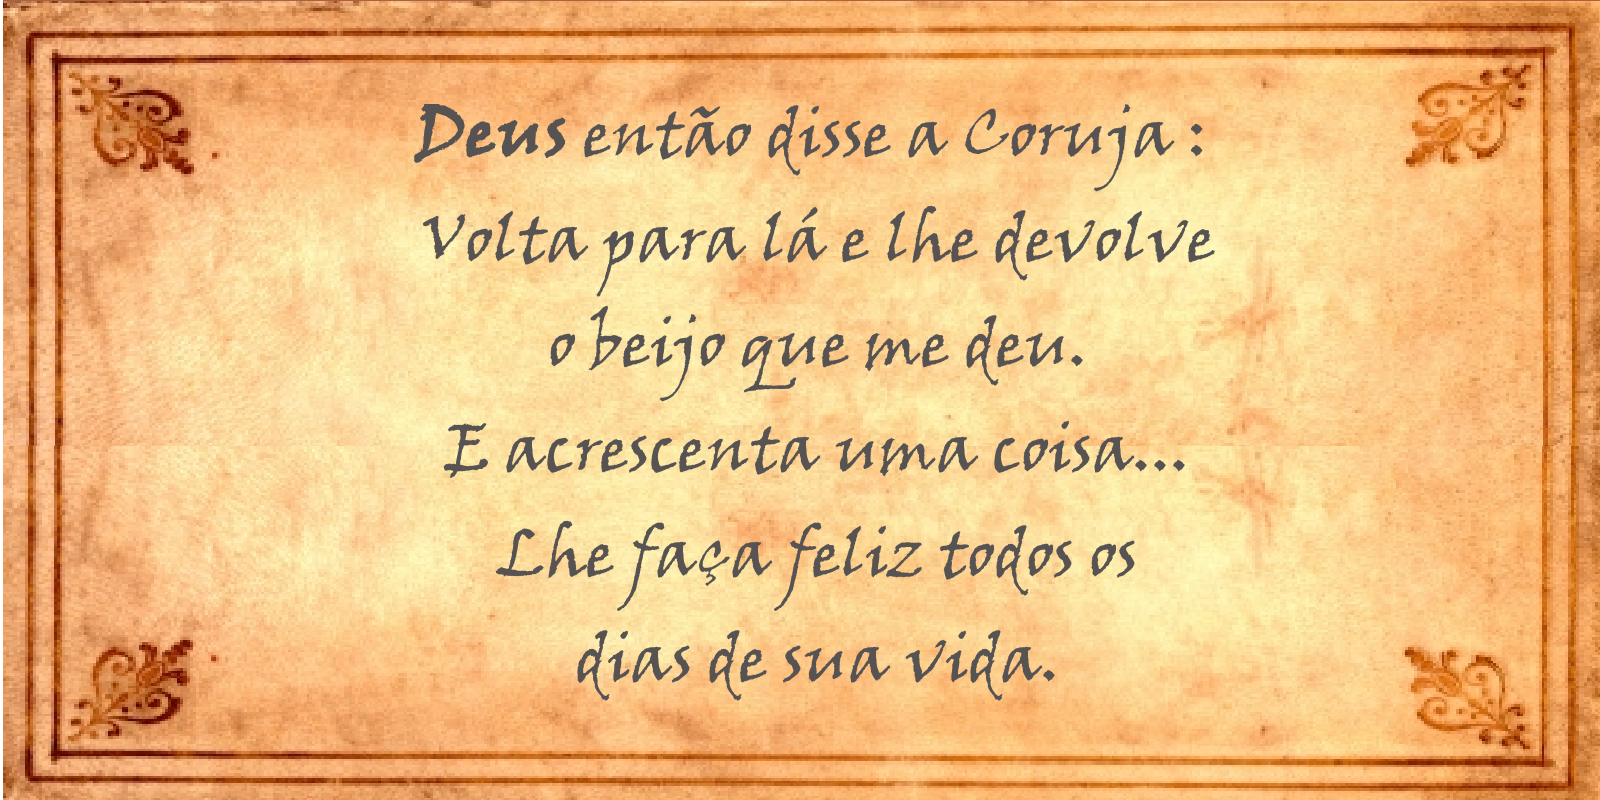 Deus então disse a Coruja :
Volta para lá e lhe devolve
o beijo que me deu.
E acrescenta uma coisa...
Lhe faça feliz todos os
dias de sua vida.